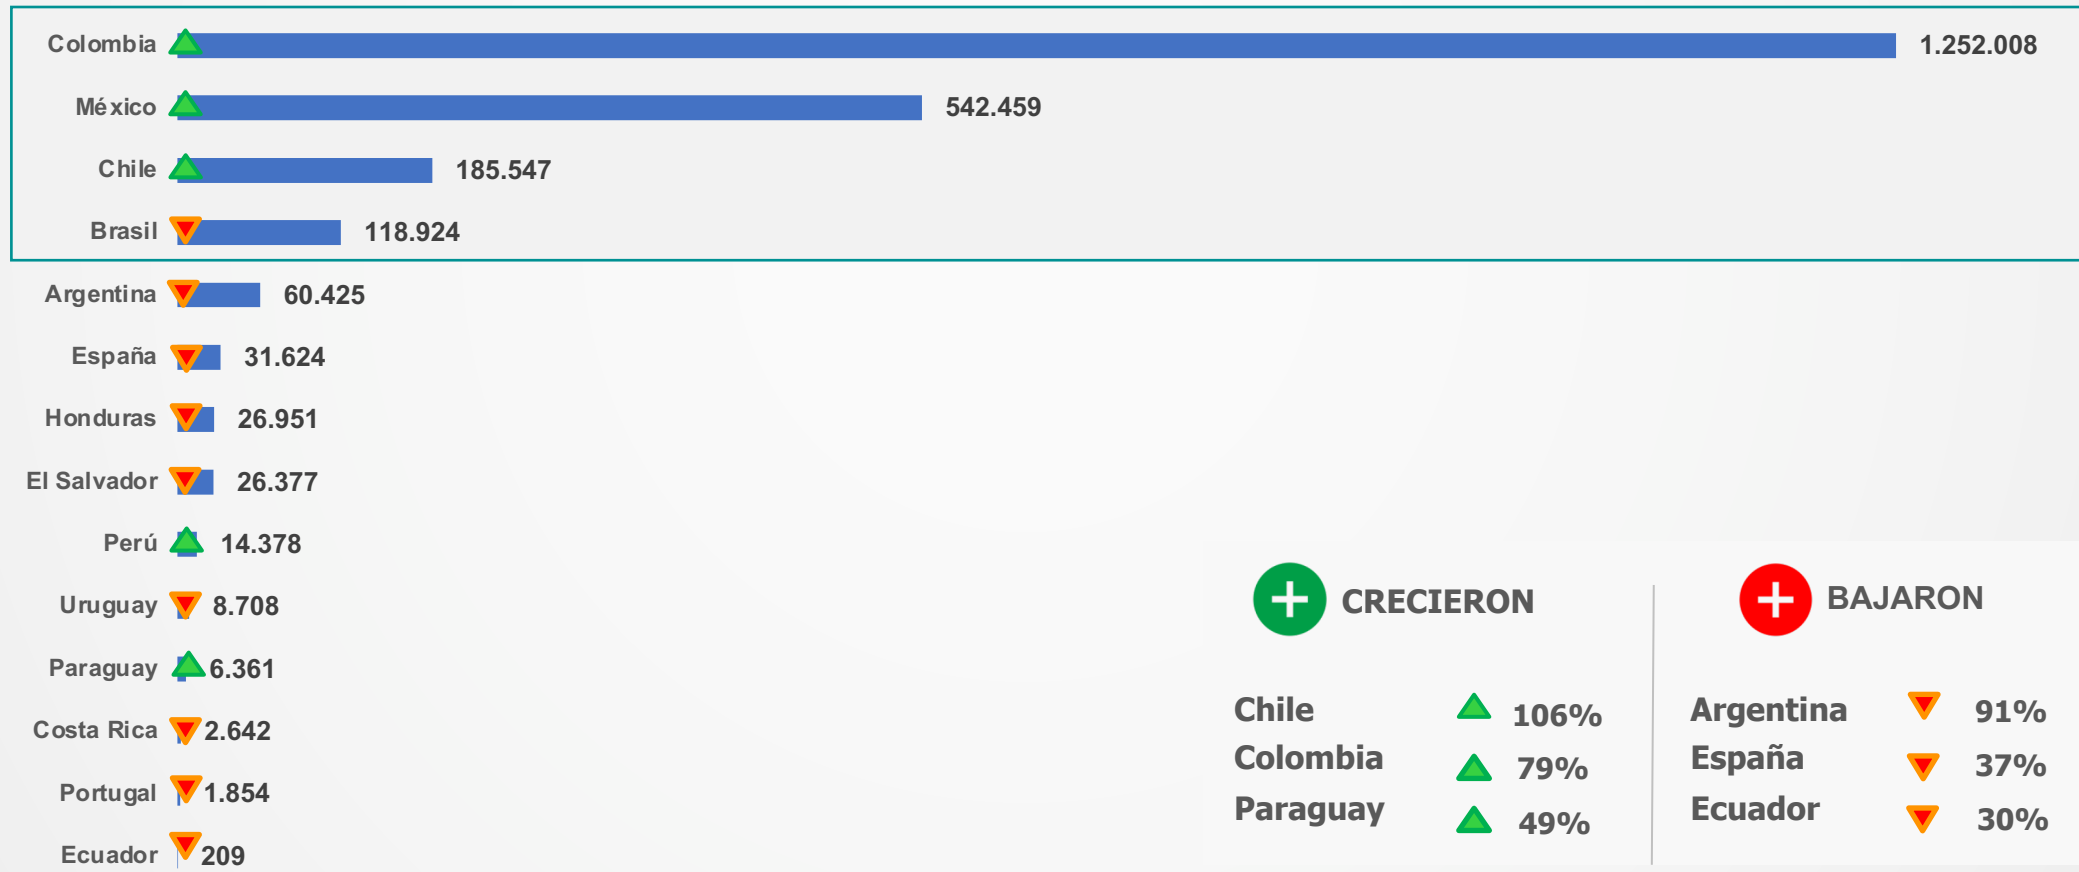 Colombia 1.252.008
México 542.459
Chile 185.547
Brasil 118.924
Argentina 60.425
España 31.624
Honduras 26.951
El Salvador 26.377
Perú 14.378
Uruguay 8.708
Paraguay 6.361
Costa Rica 2.642
Portugal 1.854
Ecuador 209
CRECIERON
Chile 106%
Colombia 79%
Paraguay 49%
BAJARON
Argentina 91%
España 37%
Ecuador 30%